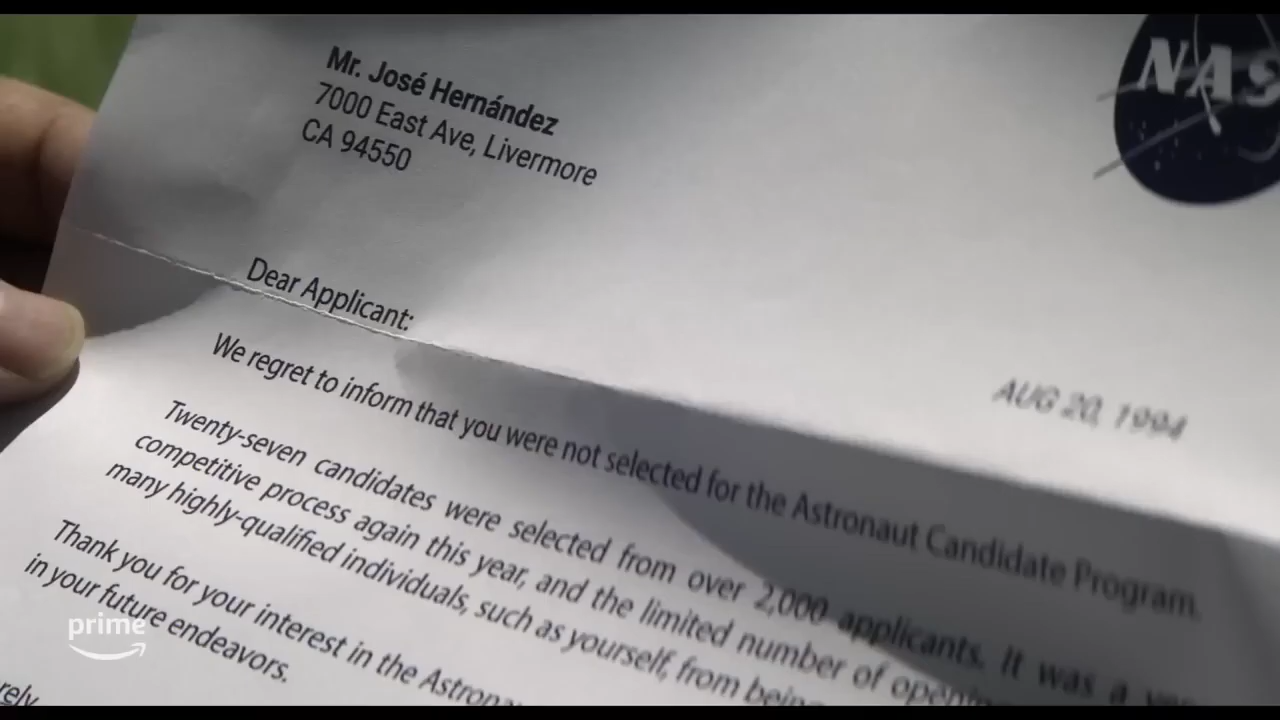 Mr. José Hernández
7000 East Ave, Livermore
CA 94550
NAS
AUG 20, 1994
Dear Applicant:
We regret to inform that you were not selected for the Astronaut Candidate Program.
Twenty-seven candidates were selected from over 2,000 applicants. It was a
competitive process again this year, and the limited number of
many highly-qualified individuals, such as yourself, from
Thank you for your interest in the
in your future endeavors.
prime